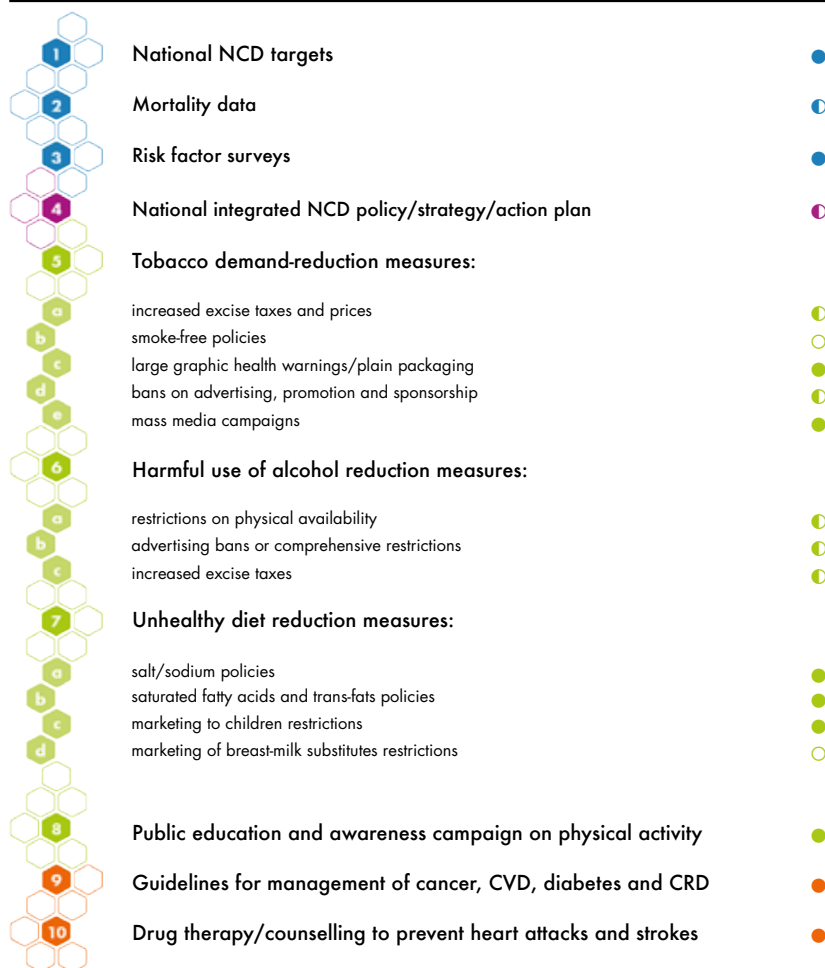 1 National NCD targets ●
2 Mortality data ◐
3 Risk factor surveys ●
4 National integrated NCD policy/strategy/action plan ◐
5 Tobacco demand-reduction measures:
a increased excise taxes and prices ◐
b smoke-free policies ○
c large graphic health warnings/plain packaging ●
d bans on advertising, promotion and sponsorship ◐
e mass media campaigns ●
6 Harmful use of alcohol reduction measures:
a restrictions on physical availability ◐
b advertising bans or comprehensive restrictions ◐
c increased excise taxes ◐
7 Unhealthy diet reduction measures:
a salt/sodium policies ●
b saturated fatty acids and trans-fats policies ●
c marketing to children restrictions ●
d marketing of breast-milk substitutes restrictions ○
8 Public education and awareness campaign on physical activity ●
9 Guidelines for management of cancer, CVD, diabetes and CRD ●
10 Drug therapy/counselling to prevent heart attacks and strokes ●